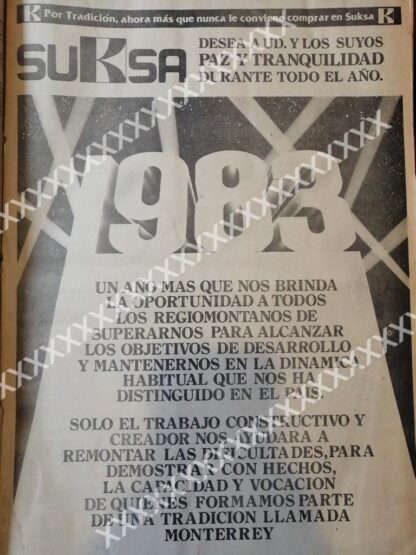 K Por Tradición, ahora más que nunca le conviene comprar en Suksa K
SUKSA
DESEA A UD. Y LOS SUYOS
PAZ Y TRANQUILIDAD
DURANTE TODO EL AÑO.
1983
UN AÑO MAS QUE NOS BRINDA
LA OPORTUNIDAD A TODOS
LOS REGIOMONTANOS DE
SUPERARNOS PARA ALCANZAR
LOS OBJETIVOS DE DESARROLLO
Y MANTENERNOS EN LA DINAMICA
HABITUAL QUE NOS HA
DISTINGUIDO EN EL PAIS.
SOLO EL TRABAJO CONSTRUCTIVO Y
CREADOR NOS AYUDARA A
REMONTAR LAS DIFICULTADES, PARA
DEMOSTRAR CON HECHOS,
LA CAPACIDAD Y VOCACION
DE QUIENES FORMAMOS PARTE
DE UNA TRADICION LLAMADA
MONTERREY